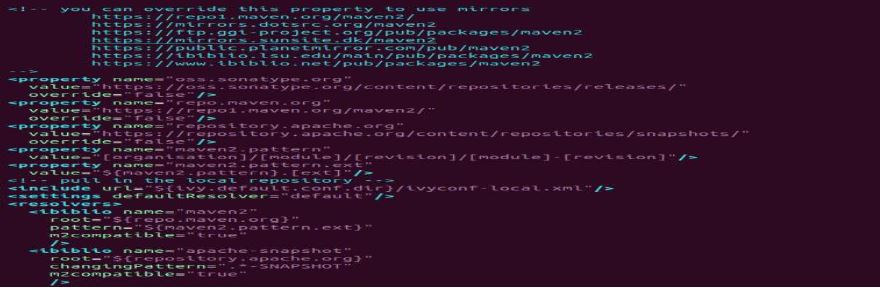 <!-- you can override this property to use mirrors
https://repo1.maven.org/maven2/
https://mirrors.dotsrc.org/maven2
https://ftp.ggi-project.org/pub/packages/maven2
https://mirrors.sunsite.dk/maven2
https://public.planetmirror.com/pub/maven2
https://ibiblio.lsu.edu/main/pub/packages/maven2
https://www.ibiblio.net/pub/packages/maven2
-->
<property name="oss.sonatype.org"
value="https://oss.sonatype.org/content/repositories/releases/"
override="false"/>
<property name="repo.maven.org"
value="https://repo1.maven.org/maven2/"
override="false"/>
<property name="repository.apache.org"
value="https://repository.apache.org/content/repositories/snapshots/"
override="false"/>
<property name="maven2.pattern"
value="[organisation]/[module]/[revision]/[module]-[revision]"/>
<property name="maven2.pattern.ext"
value="${maven2.pattern}.[ext]"/>
<!-- pull in the local repository -->
<include url="${ivy.default.conf.dir}/ivyconf-local.xml"/>
<settings defaultResolver="default"/>
<resolvers>
<ibiblio name="maven2"
root="${repo.maven.org}"
pattern="${maven2.pattern.ext}"
m2compatible="true"
/>
<ibiblio name="apache-snapshot"
root="${repository.apache.org}"
changingPattern=".*-SNAPSHOT"
m2compatible="true"
/>